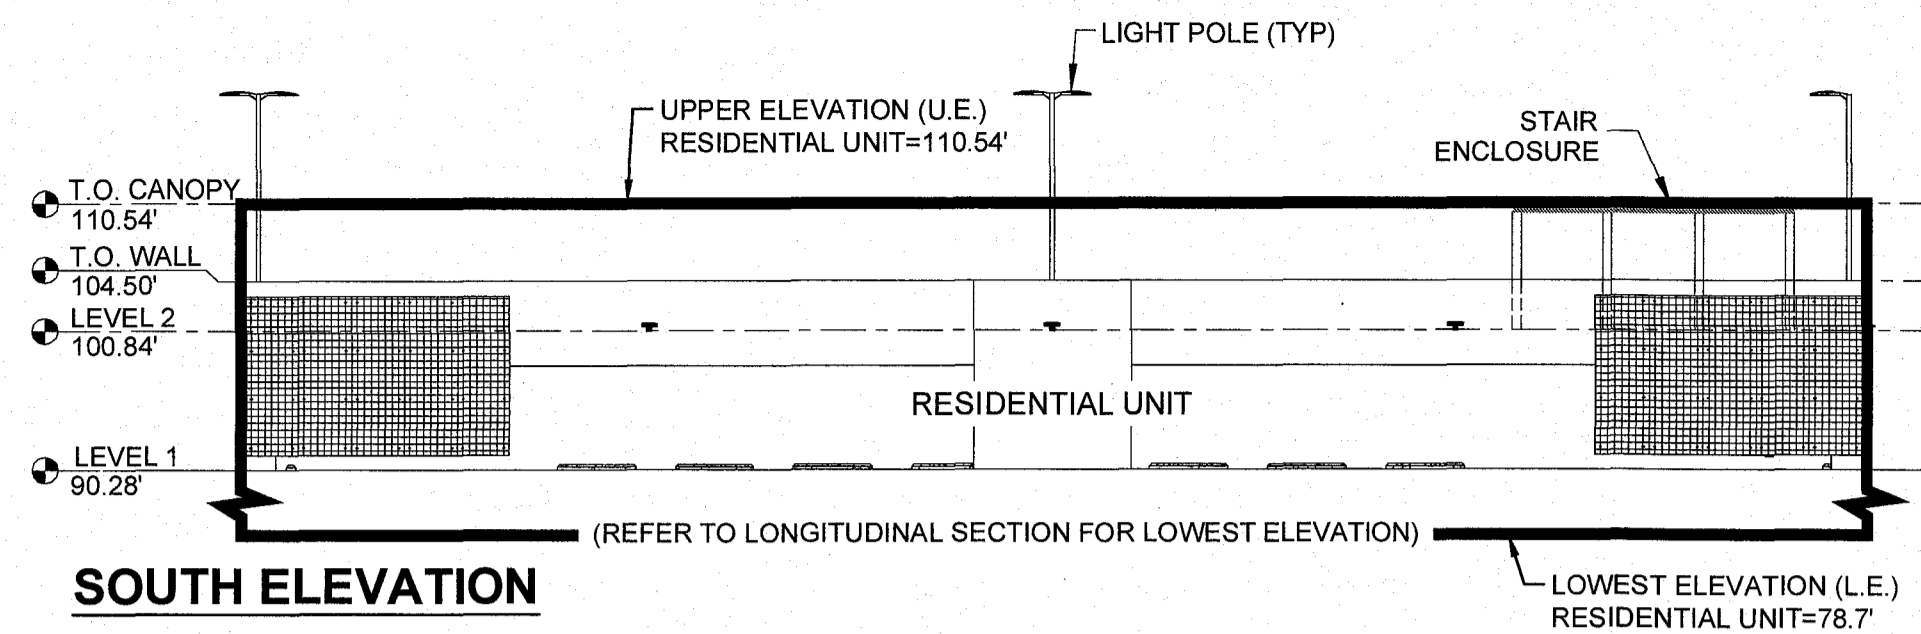 LIGHT POLE (TYP)
UPPER ELEVATION (U.E.)
RESIDENTIAL UNIT=110.54'
STAIR
ENCLOSURE
T.O. CANOPY
110.54'
T.O. WALL
104.50'
LEVEL 2
100.84'
RESIDENTIAL UNIT
LEVEL 1
90.28'
(REFER TO LONGITUDINAL SECTION FOR LOWEST ELEVATION)
SOUTH ELEVATION
LOWEST ELEVATION (L.E.)
RESIDENTIAL UNIT=78.7'